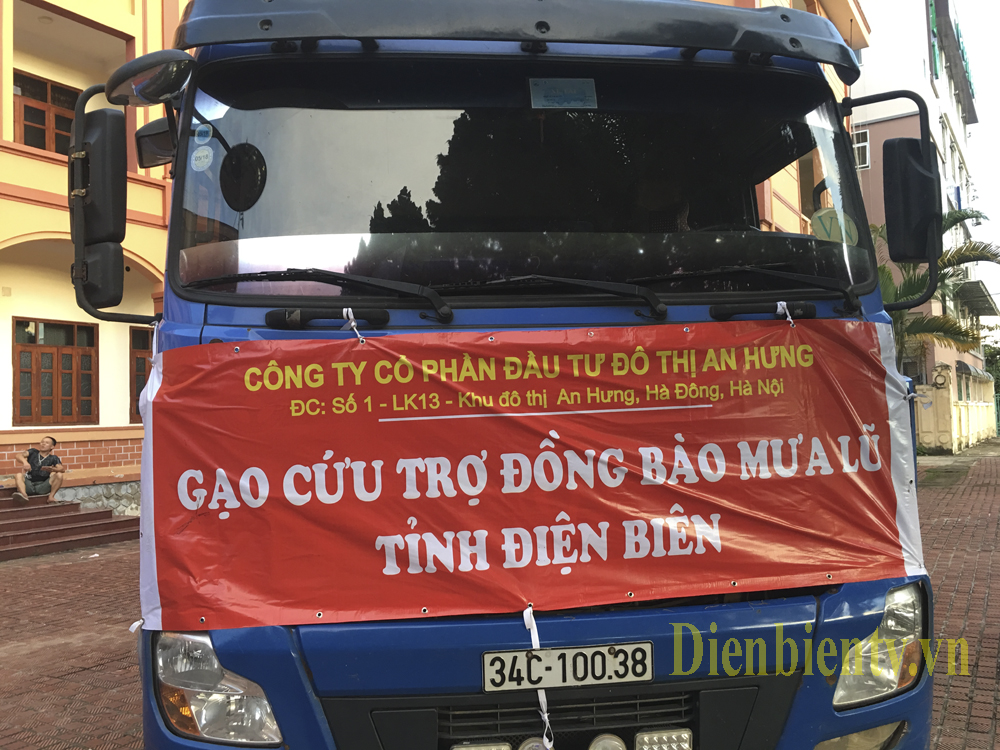 CÔNG TY CỔ PHẦN ĐẦU TƯ ĐÔ THỊ AN HƯNG
ĐC: Số 1 - LK13 - Khu đô thị An Hưng, Hà Đông, Hà Nội
GẠO CỨU TRỢ ĐỒNG BÀO MƯA LŨ
TỈNH ĐIỆN BIÊN
34C-100.38
Dienbientv.vn